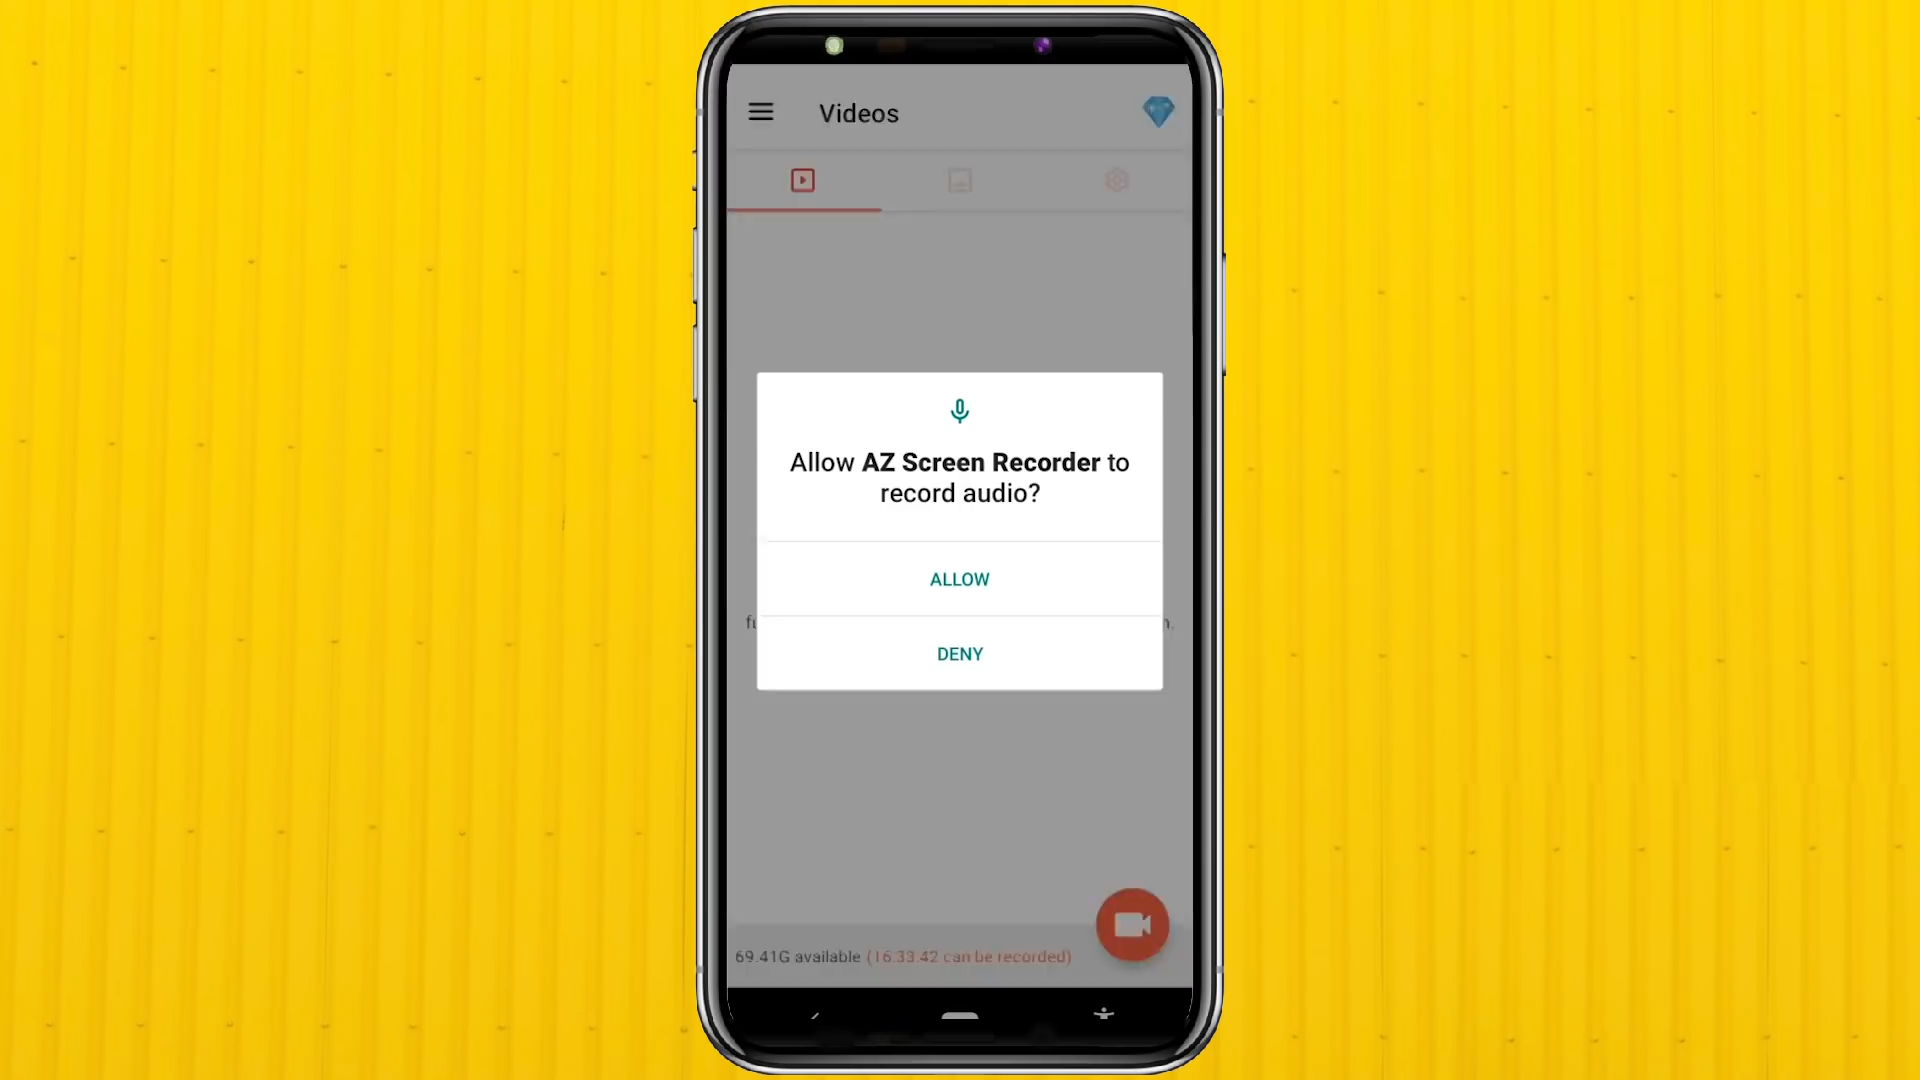 Videos
Allow AZ Screen Recorder to
record audio?
ALLOW
DENY
69.41G available (16.33.42 can be recorded)